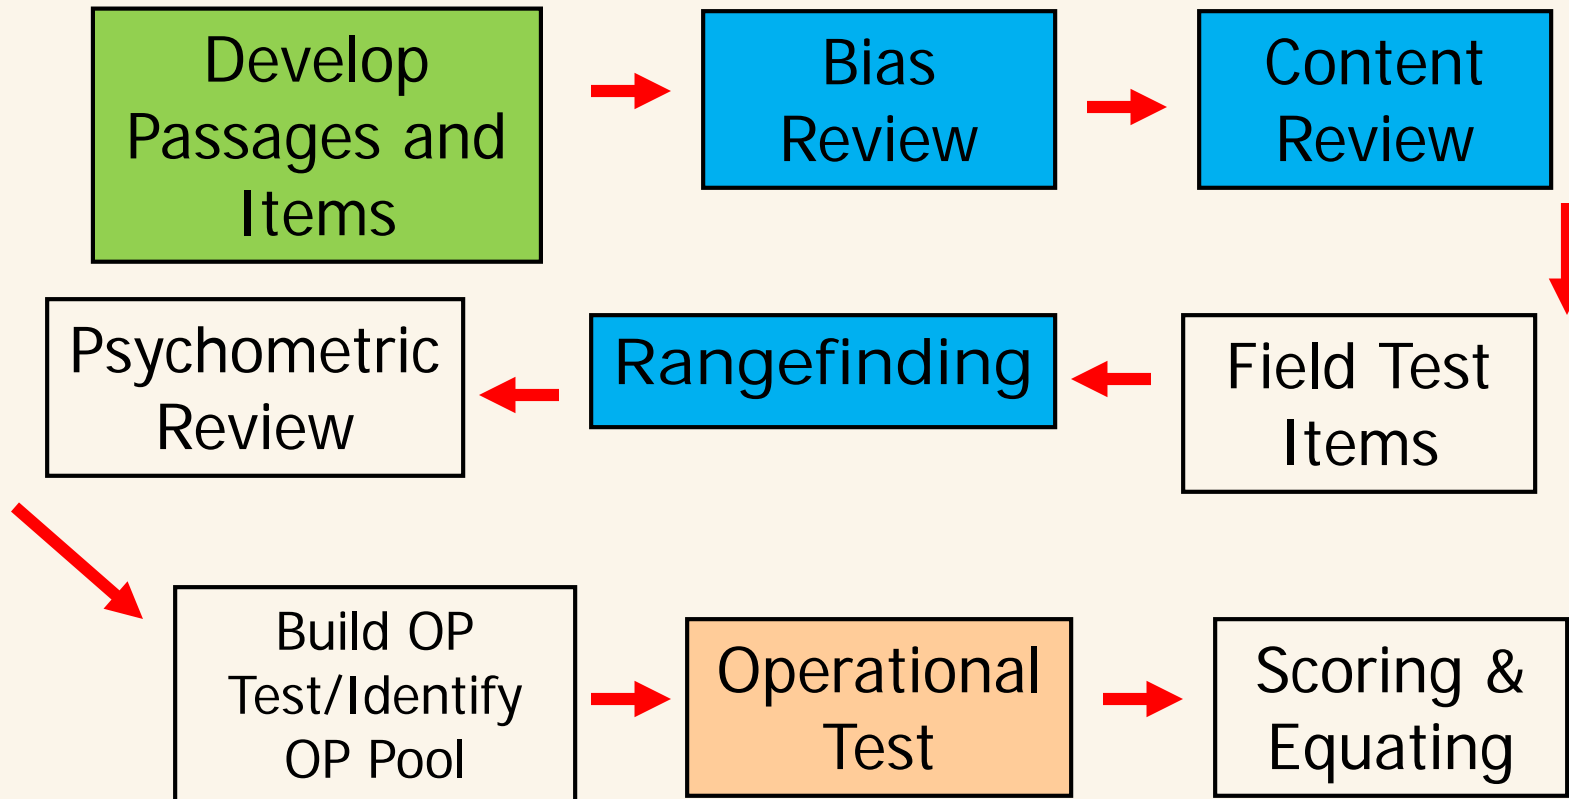 Develop
Passages and
Items
Bias
Review
Content
Review
Psychometric
Review
Rangefinding
Field Test
Items
Build OP
Test/Identify
OP Pool
Operational
Test
Scoring &
Equating